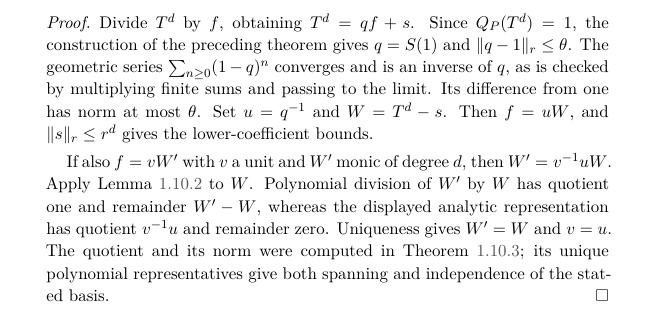 Proof. Divide T^d by f, obtaining T^d = qf + s. Since Q_P(T^d) = 1, the
construction of the preceding theorem gives q = S(1) and ‖q − 1‖_r ≤ θ. The
geometric series ∑_{n≥0}(1 − q)^n converges and is an inverse of q, as is checked
by multiplying finite sums and passing to the limit. Its difference from one
has norm at most θ. Set u = q^{−1} and W = T^d − s. Then f = uW, and
‖s‖_r ≤ r^d gives the lower-coefficient bounds.
If also f = vW′ with v a unit and W′ monic of degree d, then W′ = v^{−1}uW.
Apply Lemma 1.10.2 to W. Polynomial division of W′ by W has quotient
one and remainder W′ − W, whereas the displayed analytic representation
has quotient v^{−1}u and remainder zero. Uniqueness gives W′ = W and v = u.
The quotient and its norm were computed in Theorem 1.10.3; its unique
polynomial representatives give both spanning and independence of the stat-
ed basis. □